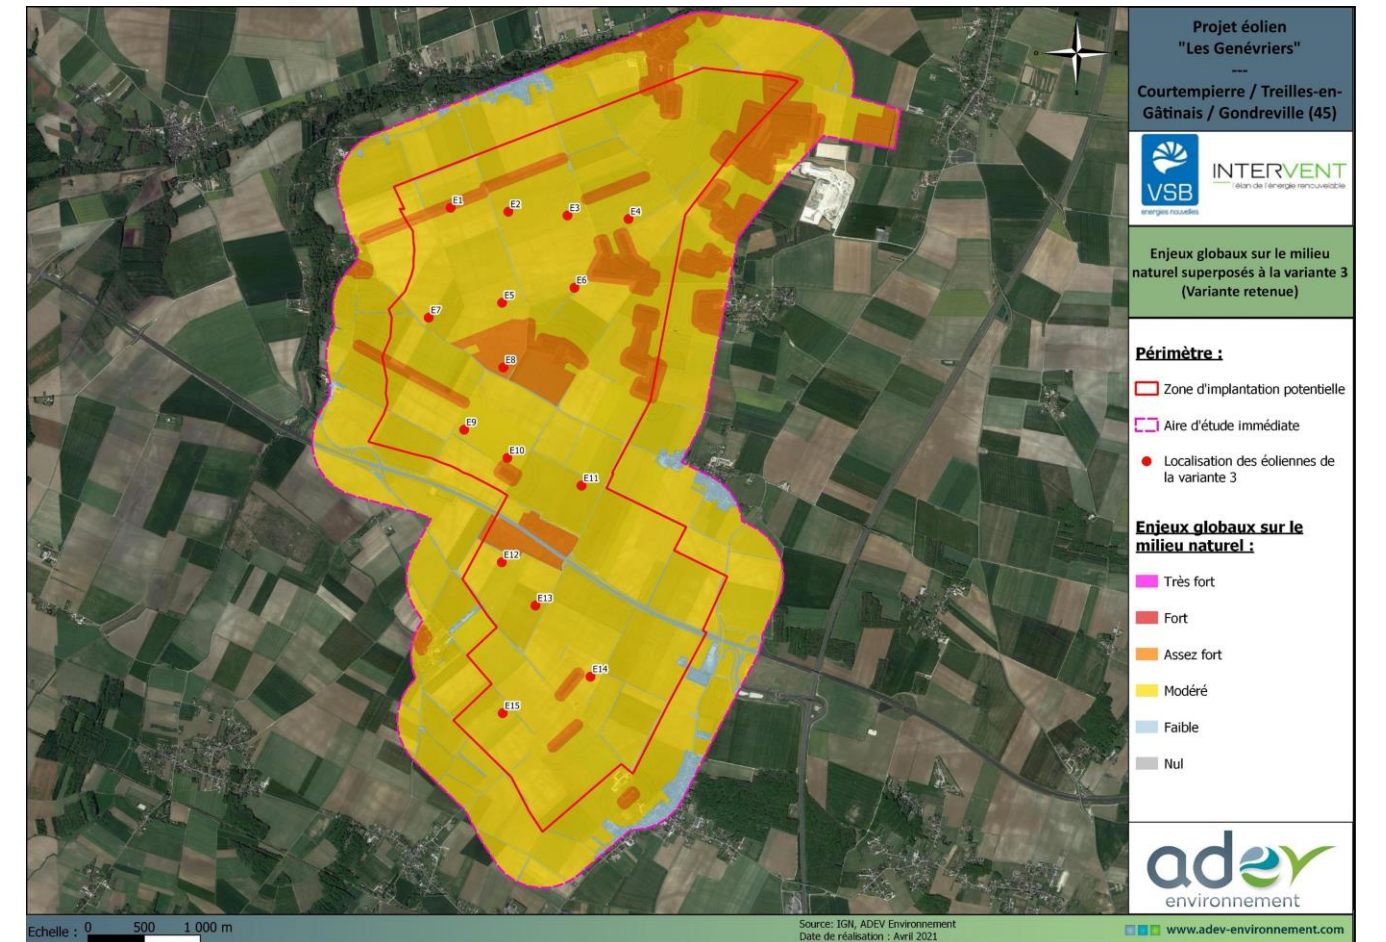 Projet éolien
"Les Genévriers"
---
Courtempierre / Treilles-en-
Gâtinais / Gondreville (45)
VSB
energies nouvelles
INTERVENT
l'élan de l'énergie renouvelable
Enjeux globaux sur le milieu
naturel superposés à la variante 3
(Variante retenue)
Périmètre :
Zone d'implantation potentielle
Aire d'étude immédiate
Localisation des éoliennes de
la variante 3
Enjeux globaux sur le
milieu naturel :
Très fort
Fort
Assez fort
Modéré
Faible
Nul
adev
environnement
www.adev-environnement.com
E1
E2
E3
E4
E5
E6
E7
E8
E9
E10
E11
E12
E13
E14
E15
Echelle : 0 500 1 000 m
Source: IGN, ADEV Environnement
Date de réalisation : Avril 2021